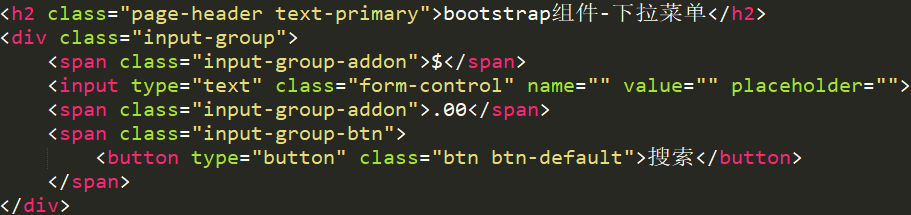 <h2 class="page-header text-primary">bootstrap组件-下拉菜单</h2>
<div class="input-group">
    <span class="input-group-addon">$</span>
    <input type="text" class="form-control" name="" value="" placeholder="">
    <span class="input-group-addon">.00</span>
    <span class="input-group-btn">
        <button type="button" class="btn btn-default">搜索</button>
    </span>
</div>